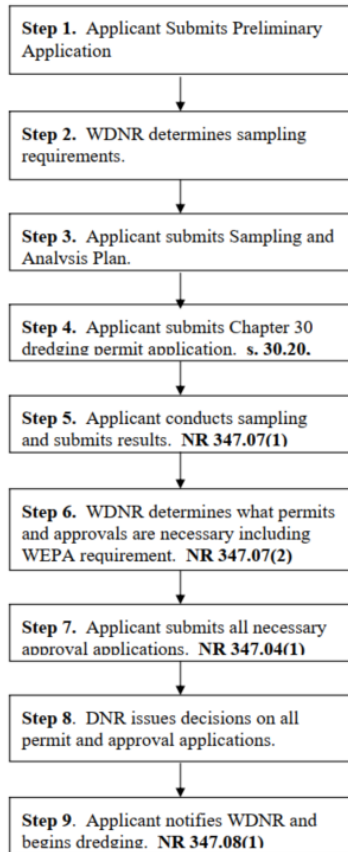 Step 1. Applicant Submits Preliminary
Application
Step 2. WDNR determines sampling
requirements.
Step 3. Applicant submits Sampling and
Analysis Plan.
Step 4. Applicant submits Chapter 30
dredging permit application. s. 30.20.
Step 5. Applicant conducts sampling
and submits results. NR 347.07(1)
Step 6. WDNR determines what permits
and approvals are necessary including
WEPA requirement. NR 347.07(2)
Step 7. Applicant submits all necessary
approval applications. NR 347.04(1)
Step 8. DNR issues decisions on all
permit and approval applications.
Step 9. Applicant notifies WDNR and
begins dredging. NR 347.08(1)